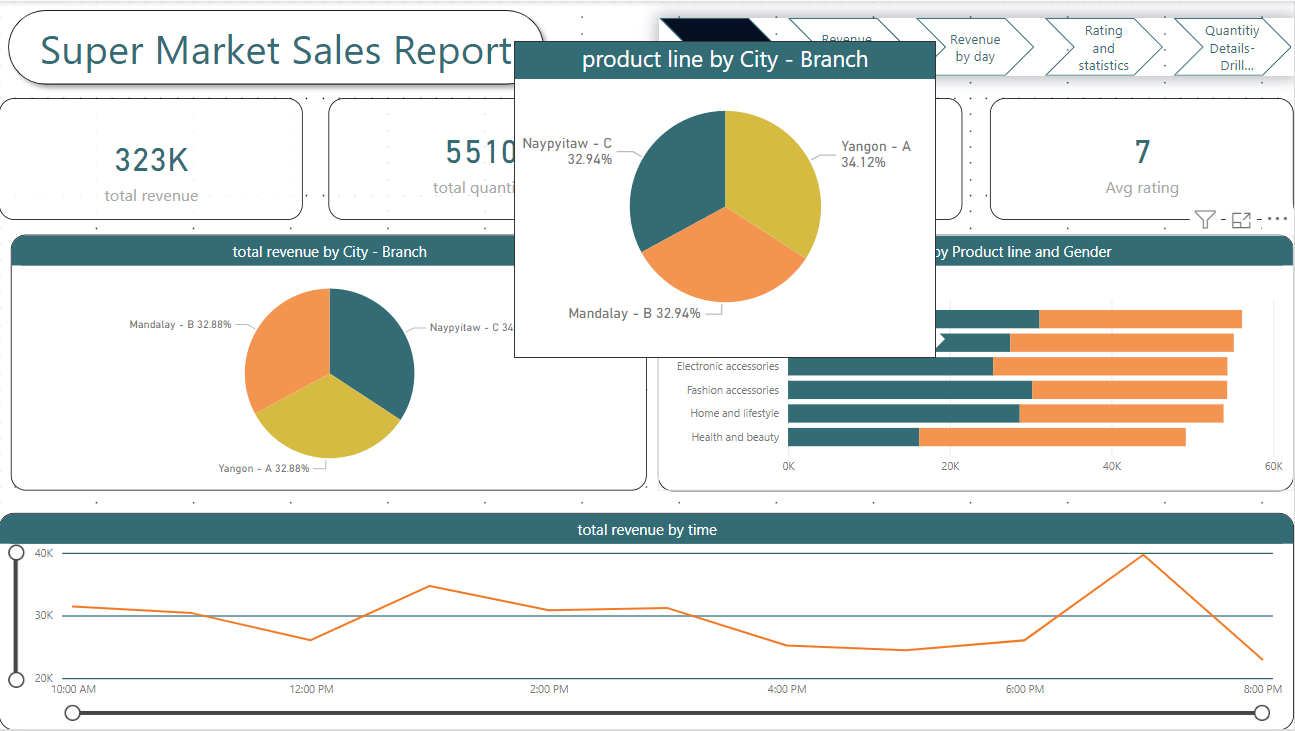 Super Market Sales Report
Revenue
Revenue
by day
Rating
and
statistics
Quantitiy
Details-
Drill...
product line by City - Branch
Naypyitaw - C
32.94%
Yangon - A
34.12%
Mandalay - B 32.94%
323K
total revenue
5510
total quanti
7
Avg rating
total revenue by City - Branch
Mandalay - B 32.88%
Naypyitaw - C 34
Yangon - A 32.88%
by Product line and Gender
Electronic accessories
Fashion accessories
Home and lifestyle
Health and beauty
0K
20K
40K
60K
total revenue by time
40K
30K
20K
10:00 AM
12:00 PM
2:00 PM
4:00 PM
6:00 PM
8:00 PM